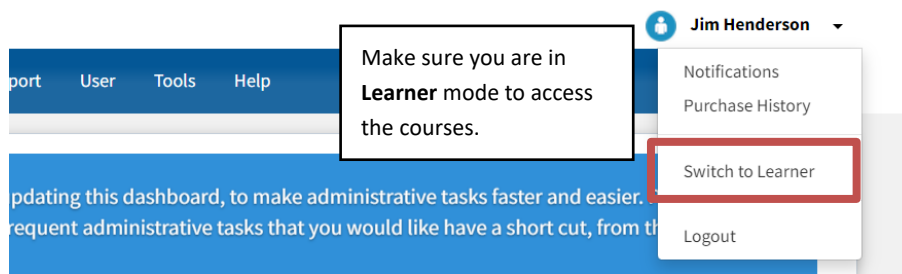 Jim Henderson
Make sure you are in
Learner mode to access
the courses.
port User Tools Help
Notifications
Purchase History
Switch to Learner
Logout
pdating this dashboard, to make administrative tasks faster and easier.
requent administrative tasks that you would like have a short cut, from th